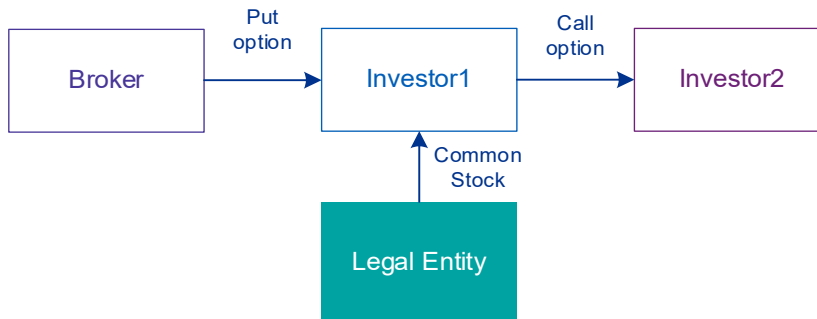 Put
option
Call
option
Broker
Investor1
Investor2
Common
Stock
Legal Entity